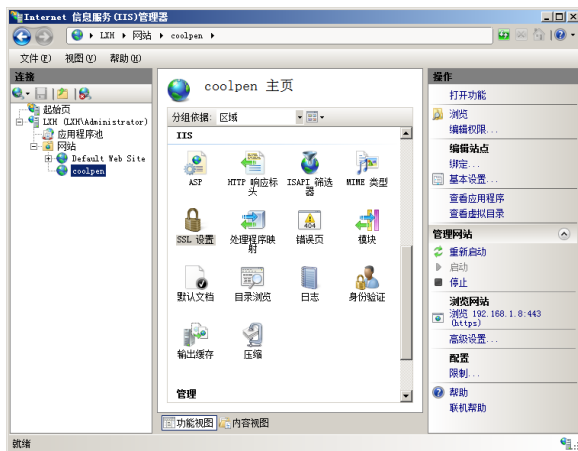 Internet 信息服务(IIS)管理器
LXH 网站 coolpen
文件(F) 视图(V) 帮助(H)
连接
起始页
LXH (LXH\Administrator)
应用程序池
网站
Default Web Site
coolpen
coolpen 主页
分组依据: 区域
IIS
ASP
HTTP 响应标头
ISAPI 筛选器
MIME 类型
SSL 设置
处理程序映射
404
错误页
模块
默认文档
目录浏览
日志
身份验证
输出缓存
压缩
管理
功能视图 内容视图
操作
打开功能
浏览
编辑权限...
编辑站点
绑定...
基本设置...
查看应用程序
查看虚拟目录
管理网站
重新启动
启动
停止
浏览网站
浏览 192.168.1.8:443
(https)
高级设置...
配置
限制...
帮助
联机帮助
就绪